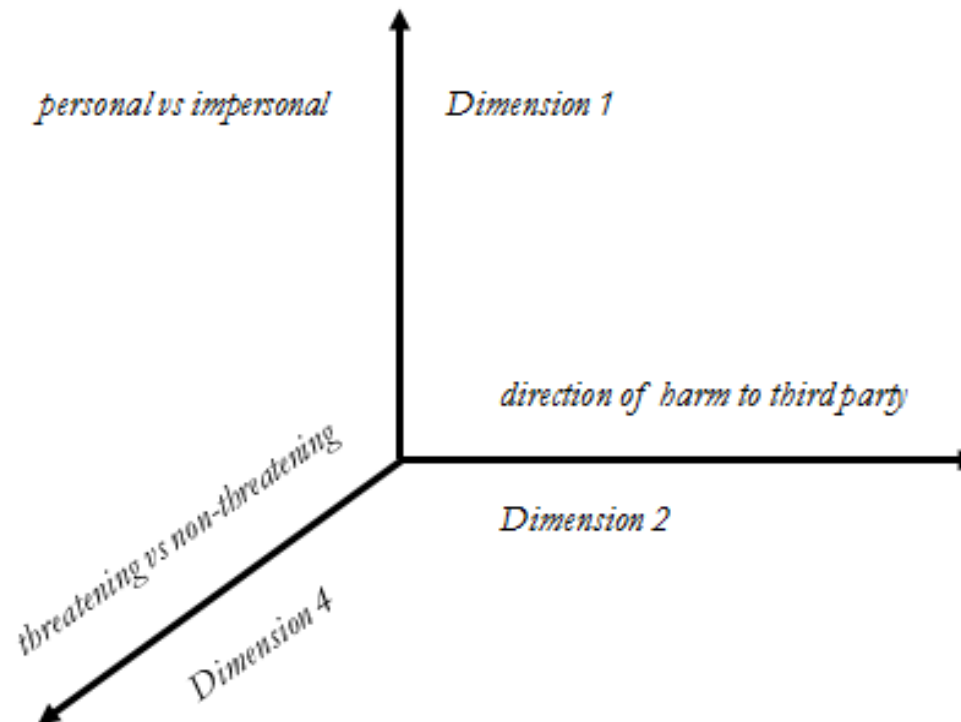 personal vs impersonal
Dimension 1
direction of harm to third party
threatening vs non-threatening
Dimension 2
Dimension 4